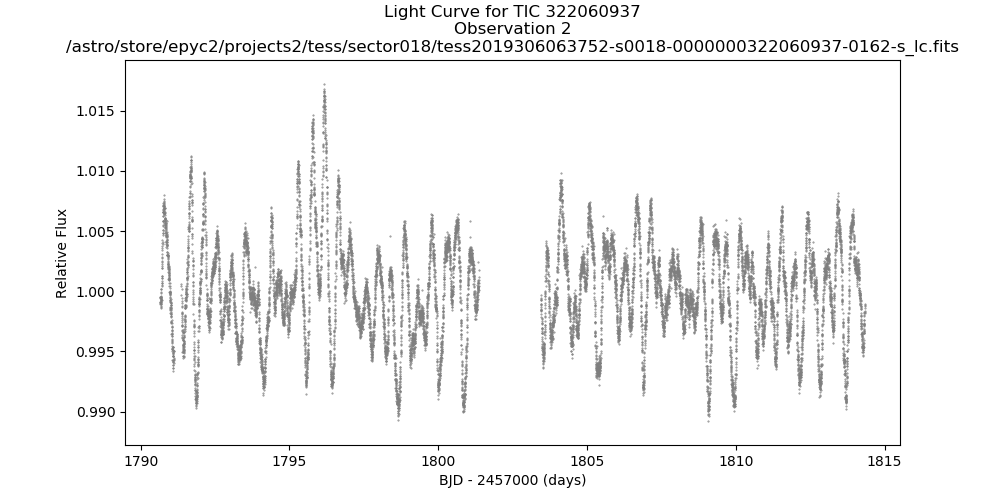 Light Curve for TIC 322060937
Observation 2
/astro/store/epyc2/projects2/tess/sector018/tess2019306063752-s0018-0000000322060937-0162-s_lc.fits
1.015
1.010
1.005
1.000
0.995
0.990
Relative Flux
1790
1795
1800
1805
1810
1815
BJD - 2457000 (days)